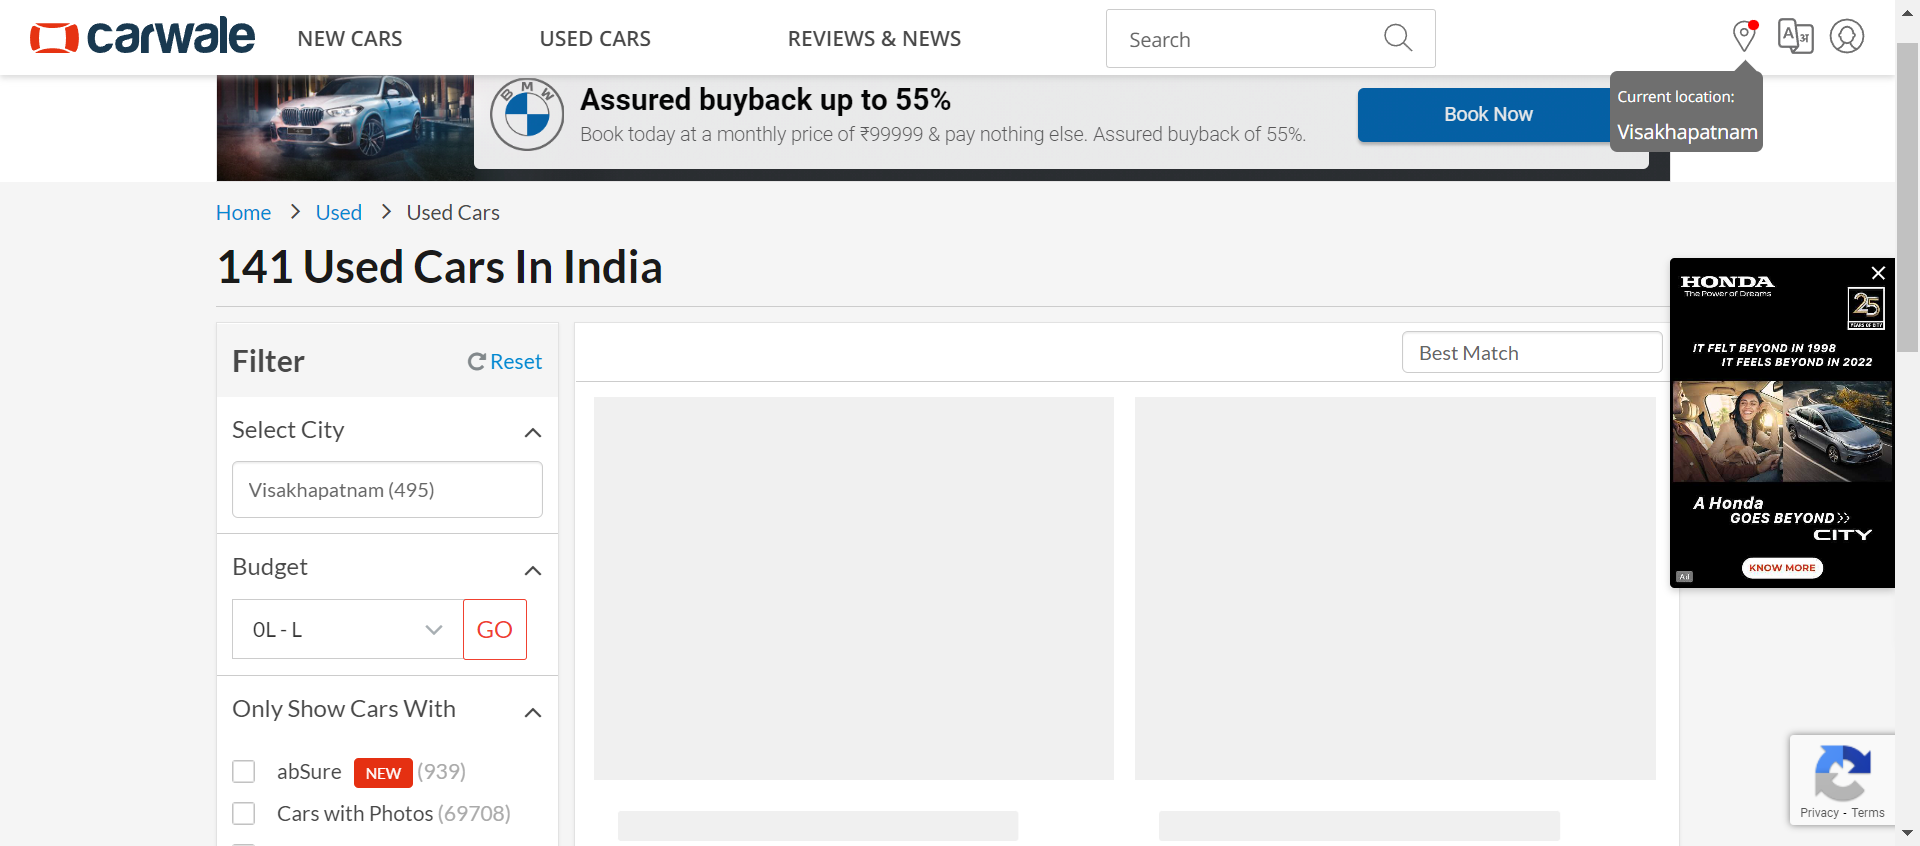 carwale
NEW CARS
USED CARS
REVIEWS & NEWS
Search
A अ
Current location:
Visakhapatnam
BMW
Assured buyback up to 55%
Book today at a monthly price of ₹99999 & pay nothing else. Assured buyback of 55%.
Book Now
Home > Used > Used Cars
141 Used Cars In India
Filter
Reset
Best Match
Select City
Visakhapatnam (495)
Budget
0L - L
GO
Only Show Cars With
abSure NEW (939)
Cars with Photos (69708)
HONDA
The Power of Dreams
25
YEARS OF CITY
IT FELT BEYOND IN 1998
IT FEELS BEYOND IN 2022
A Honda
GOES BEYOND
CITY
KNOW MORE
Ad
Privacy - Terms